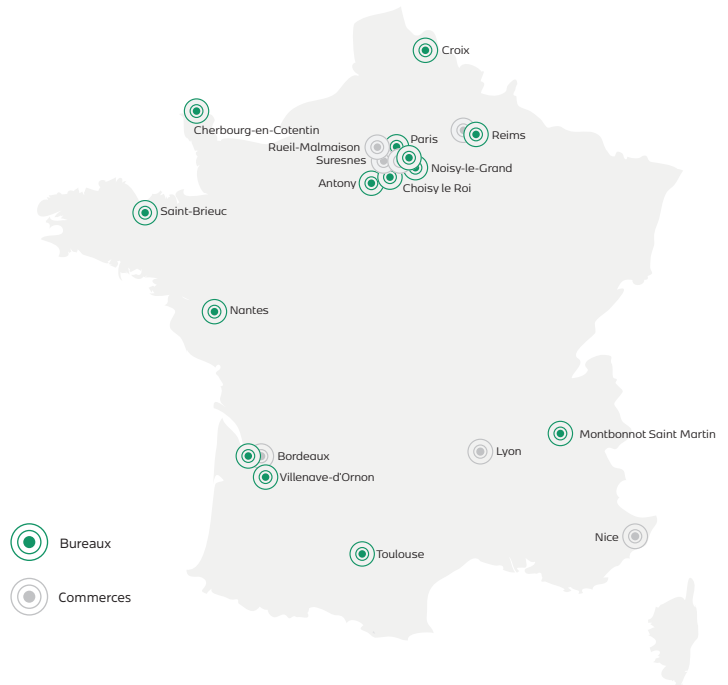 Croix
Cherbourg-en-Cotentin
Paris
Reims
Rueil-Malmaison
Suresnes
Noisy-le-Grand
Antony
Choisy le Roi
Saint-Brieuc
Nantes
Montbonnot Saint Martin
Bordeaux
Lyon
Villenave-d'Ornon
Nice
Bureaux
Toulouse
Commerces